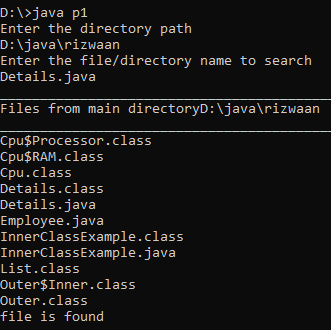 D:\>java p1
Enter the directory path
D:\java\rizwaan
Enter the file/directory name to search
Details.java
_________________________________________
Files from main directoryD:\java\rizwaan
_________________________________________
Cpu$Processor.class
Cpu$RAM.class
Cpu.class
Details.class
Details.java
Employee.java
InnerClassExample.class
InnerClassExample.java
List.class
Outer$Inner.class
Outer.class
file is found